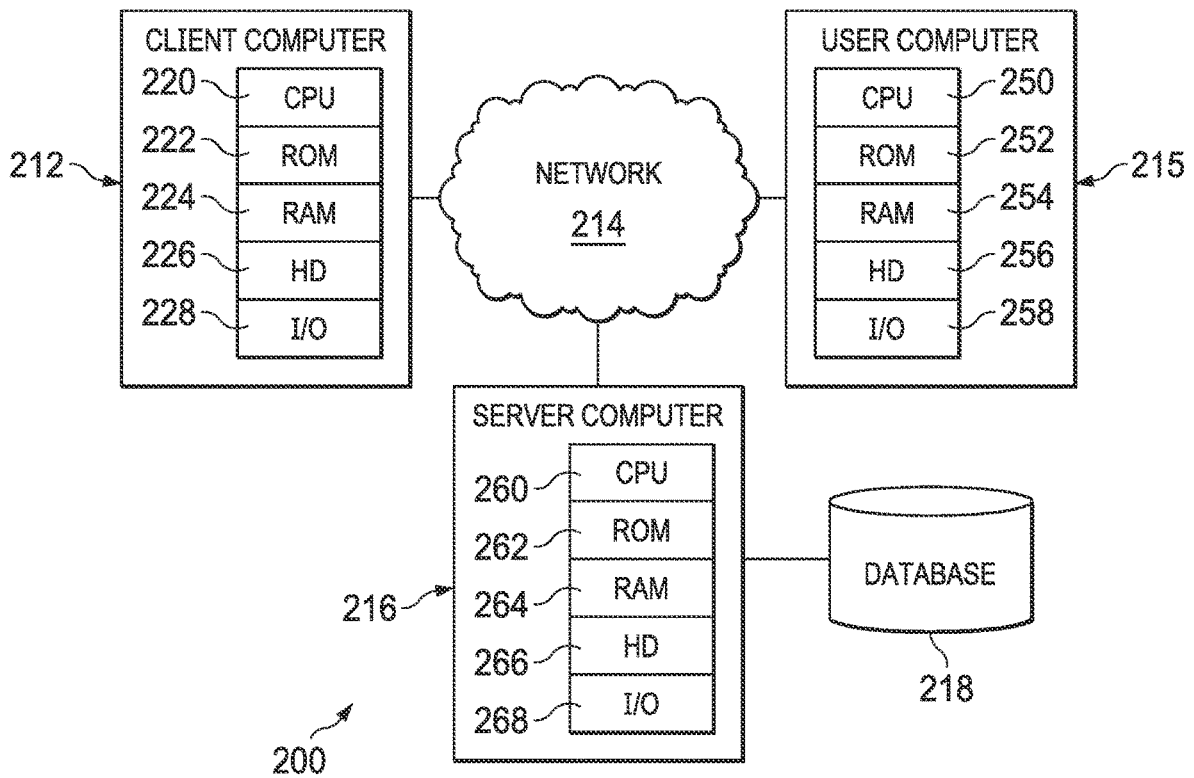 CLIENT COMPUTER
220 CPU
222 ROM
224 RAM
226 HD
228 I/O
212
NETWORK
214
USER COMPUTER
CPU 250
ROM 252
RAM 254
HD 256
I/O 258
215
SERVER COMPUTER
260 CPU
262 ROM
264 RAM
266 HD
268 I/O
216
DATABASE
218
200